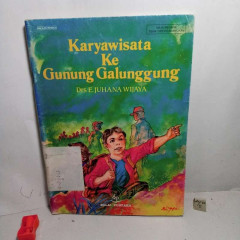 Karyawisata
Ke
Gunung Galunggung
Drs. E. JUHANA WIJAYA